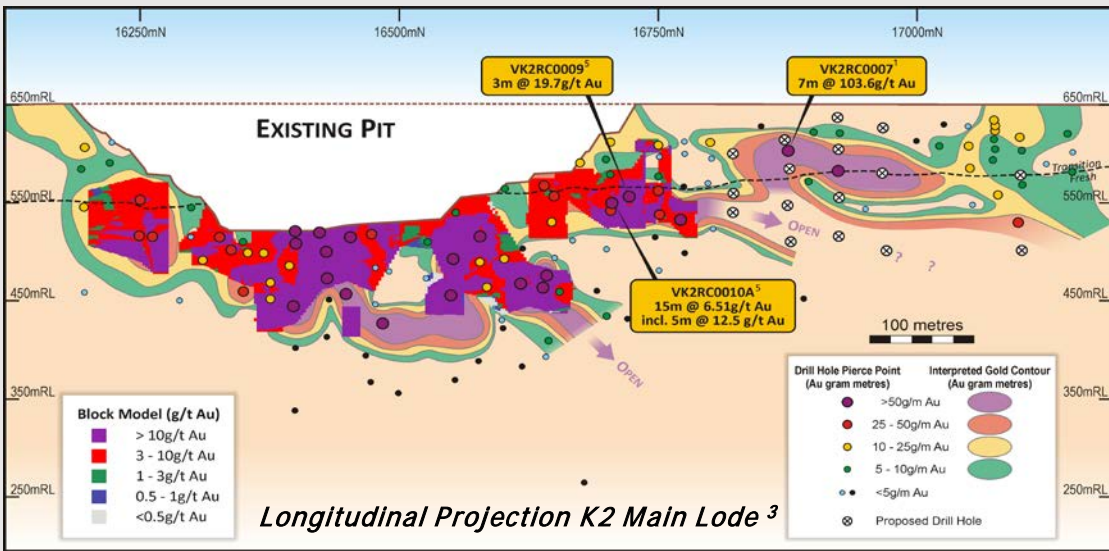 16250mN
16500mN
16750mN
17000mN
VK2RC0009⁵
3m @ 19.7g/t Au
VK2RC0007¹
7m @ 103.6g/t Au
650mRL
650mRL
EXISTING PIT
Transition
Fresh
550mRL
550mRL
OPEN
? ?
VK2RC0010A⁵
15m @ 6.51g/t Au
incl. 5m @ 12.5 g/t Au
450mRL
450mRL
100 metres
OPEN
350mRL
350mRL
250mRL
250mRL
Block Model (g/t Au)
> 10g/t Au
3 - 10g/t Au
1 - 3g/t Au
0.5 - 1g/t Au
<0.5g/t Au
Drill Hole Pierce Point
(Au gram metres)
Interpreted Gold Contour
(Au gram metres)
>50g/m Au
25 - 50g/m Au
10 - 25g/m Au
5 - 10g/m Au
<5g/m Au
Proposed Drill Hole
Longitudinal Projection K2 Main Lode ³